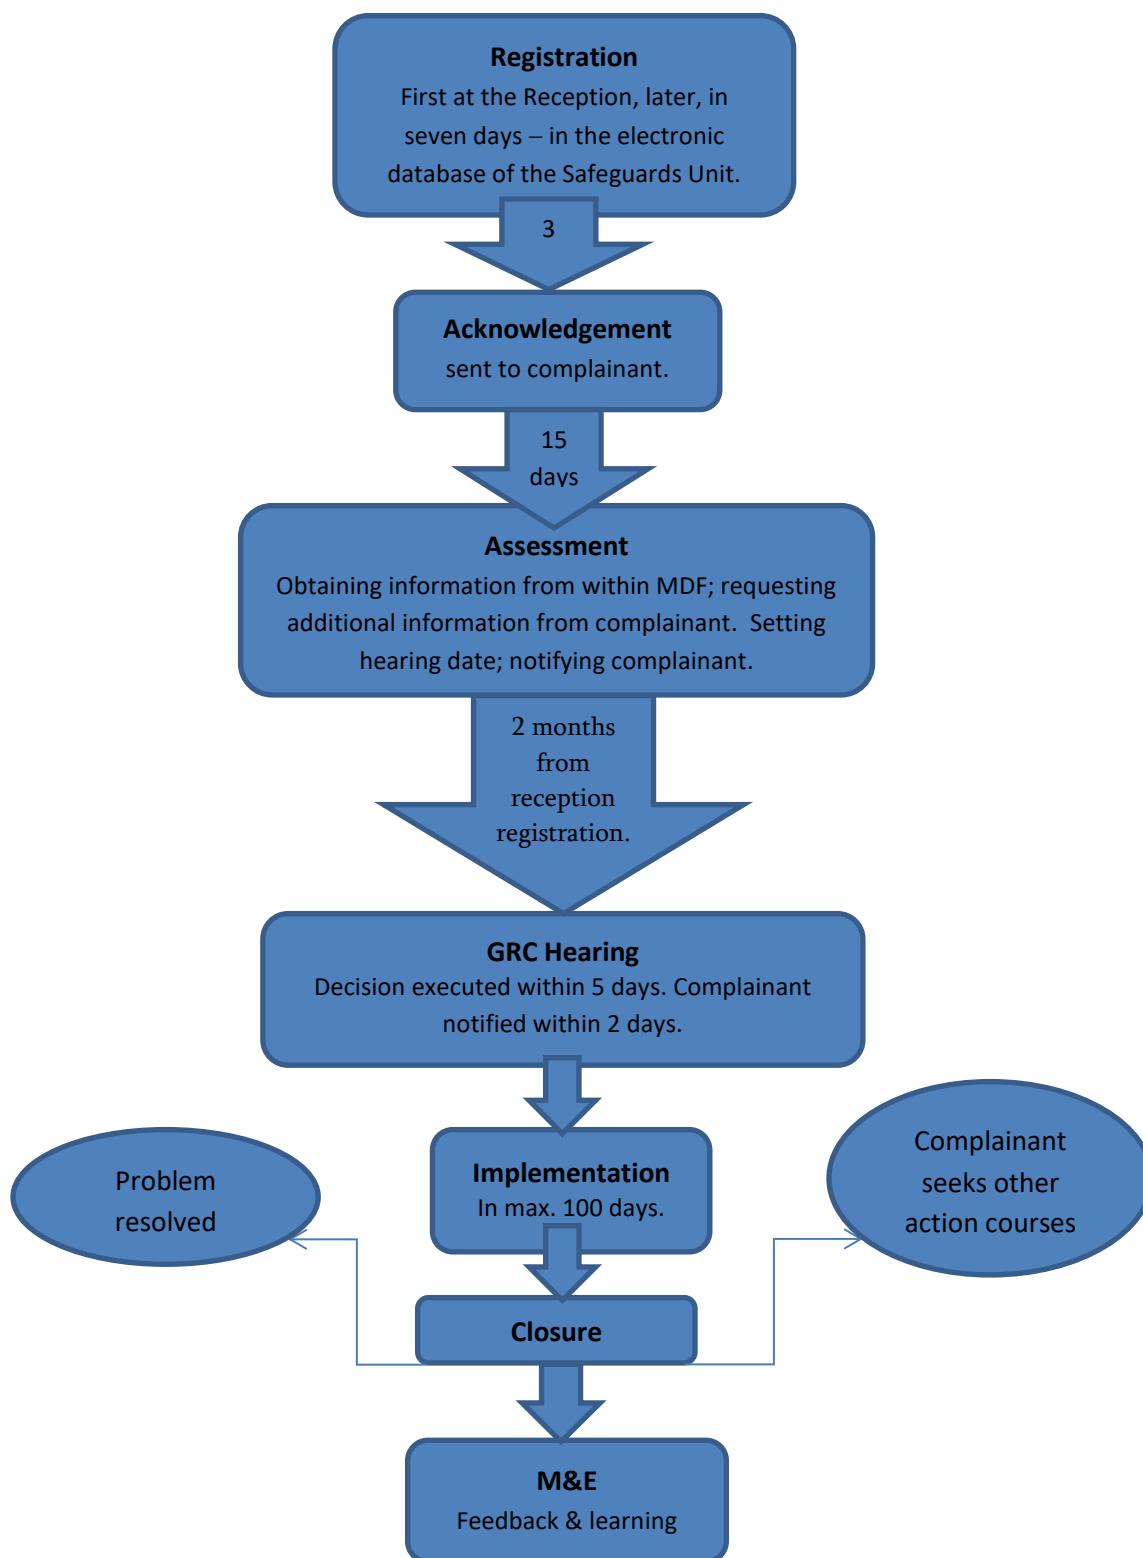 Registration
First at the Reception, later, in
seven days – in the electronic
database of the Safeguards Unit.
3
Acknowledgement
sent to complainant.
15
days
Assessment
Obtaining information from within MDF; requesting
additional information from complainant.  Setting
hearing date; notifying complainant.
2 months
from
reception
registration.
GRC Hearing
Decision executed within 5 days. Complainant
notified within 2 days.
Problem
resolved
Implementation
In max. 100 days.
Complainant
seeks other
action courses
Closure
M&E
Feedback & learning